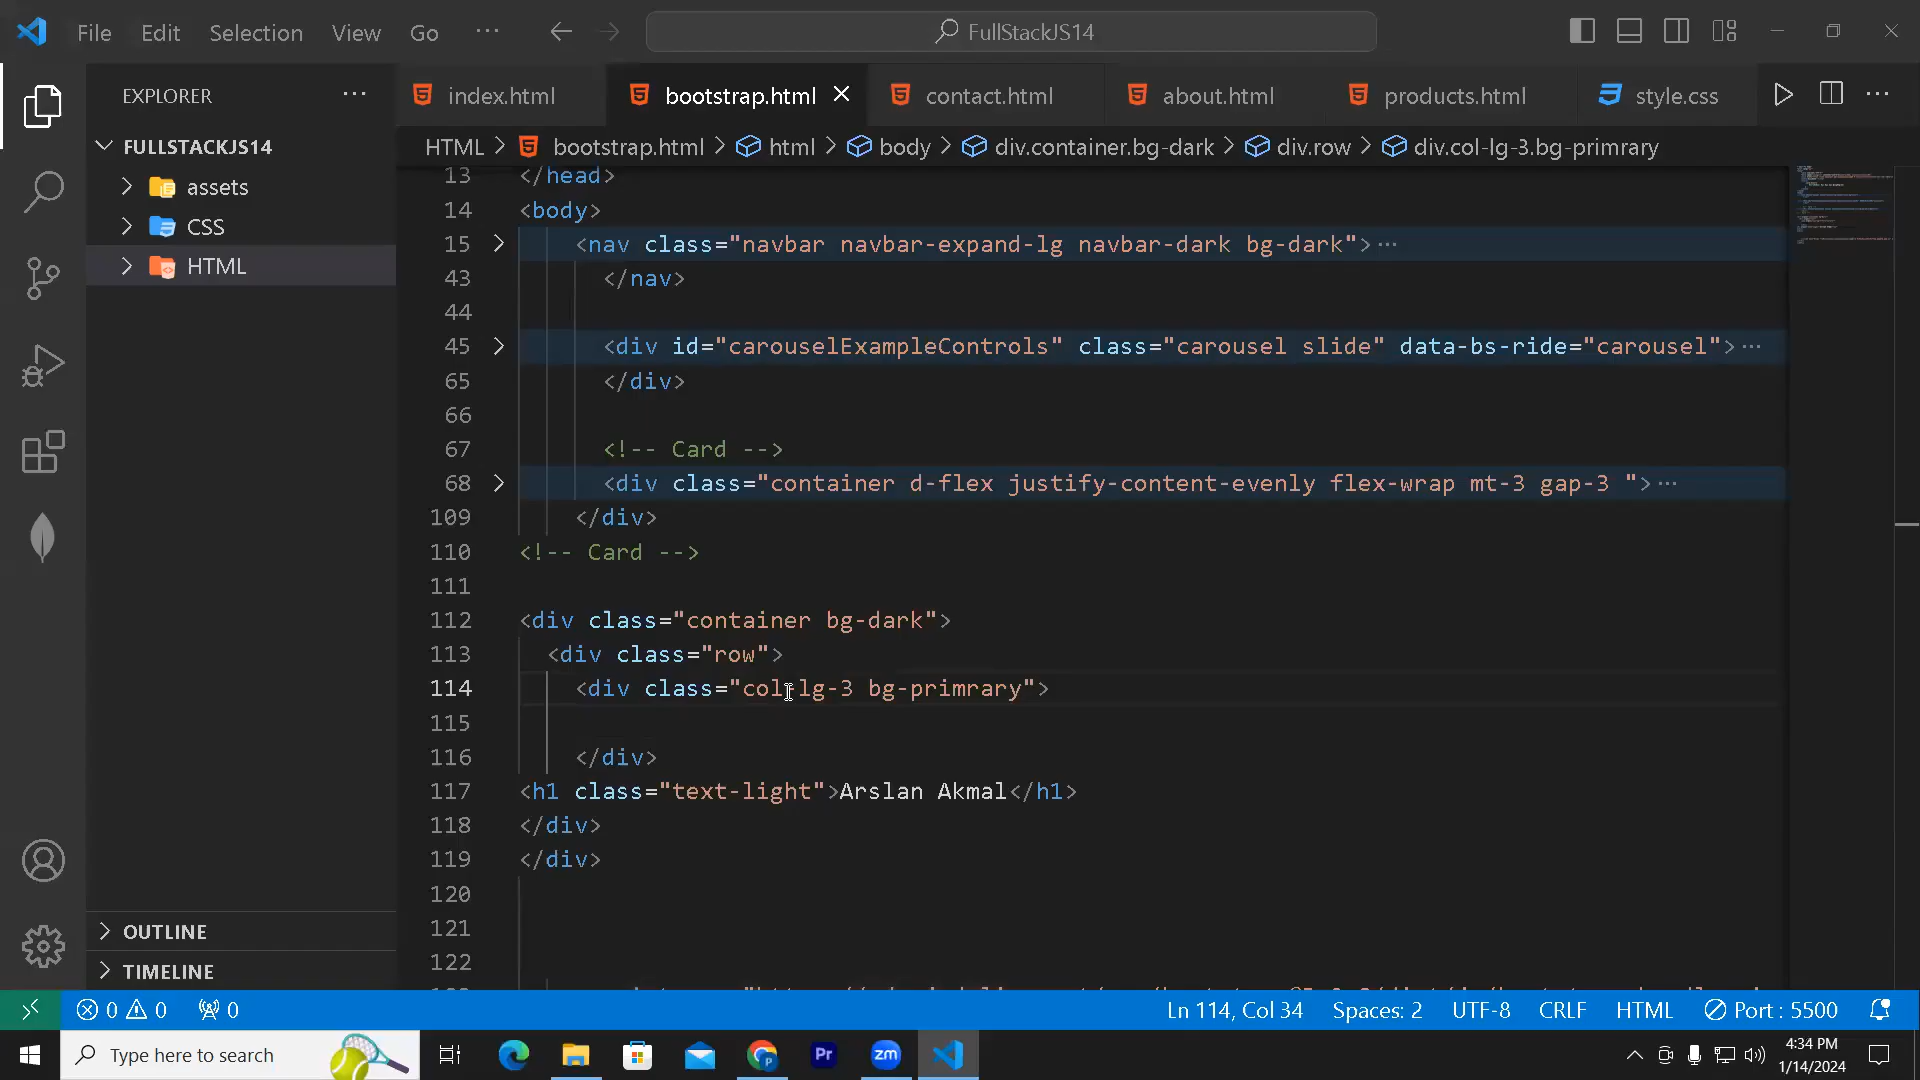 File Edit Selection View Go ··· FullStackJS14
EXPLORER ···
index.html bootstrap.html contact.html about.html products.html style.css ···
HTML > bootstrap.html > html > body > div.container.bg-dark > div.row > div.col-lg-3.bg-primrary
FULLSTACKJS14
assets
CSS
HTML
13 </head>
14 <body>
15 <nav class="navbar navbar-expand-lg navbar-dark bg-dark">···
43 </nav>
44
45 <div id="carouselExampleControls" class="carousel slide" data-bs-ride="carousel">···
65 </div>
66
67 <!-- Card -->
68 <div class="container d-flex justify-content-evenly flex-wrap mt-3 gap-3 ">···
109 </div>
110 <!-- Card -->
111
112 <div class="container bg-dark">
113 <div class="row">
114 <div class="col-lg-3 bg-primrary">
115
116 </div>
117 <h1 class="text-light">Arslan Akmal</h1>
118 </div>
119 </div>
120
121
122
OUTLINE
TIMELINE
0 0 0 Ln 114, Col 34 Spaces: 2 UTF-8 CRLF HTML Port : 5500
Type here to search Pr zm 4:34 PM
1/14/2024